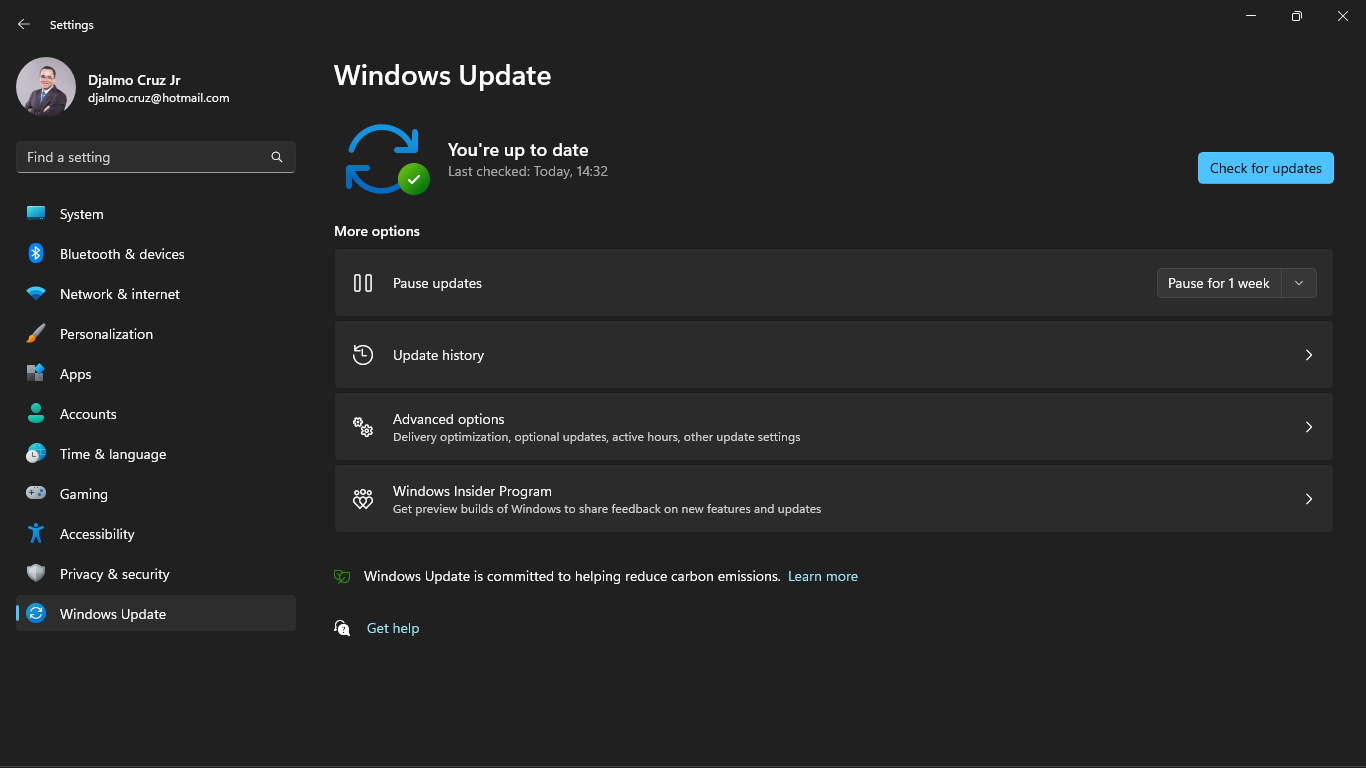 Settings
Djalmo Cruz Jr
djalmo.cruz@hotmail.com
Find a setting
System
Bluetooth & devices
Network & internet
Personalization
Apps
Accounts
Time & language
Gaming
Accessibility
Privacy & security
Windows Update
Windows Update
You're up to date
Last checked: Today, 14:32
Check for updates
More options
Pause updates
Pause for 1 week
Update history
Advanced options
Delivery optimization, optional updates, active hours, other update settings
Windows Insider Program
Get preview builds of Windows to share feedback on new features and updates
Windows Update is committed to helping reduce carbon emissions. Learn more
Get help